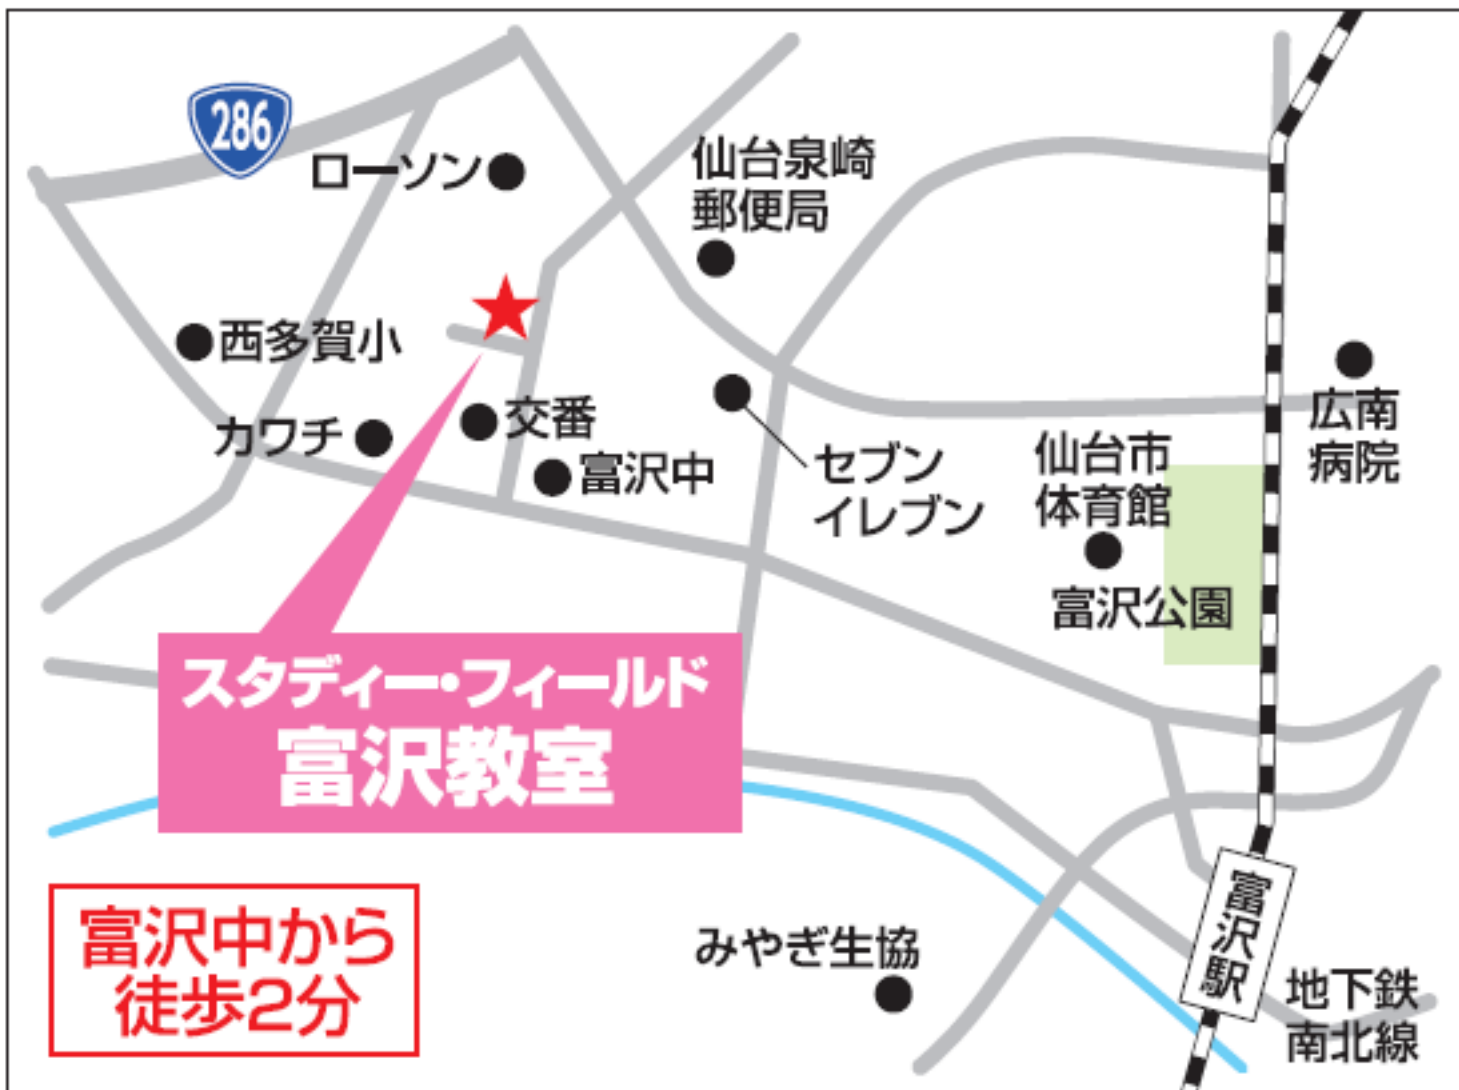 286
ローソン
仙台泉崎
郵便局
西多賀小
カワチ
交番
富沢中
セブン
イレブン
仙台市
体育館
広南
病院
富沢公園
スタディー・フィールド
富沢教室
富沢中から
徒歩2分
みやぎ生協
富沢駅
地下鉄
南北線